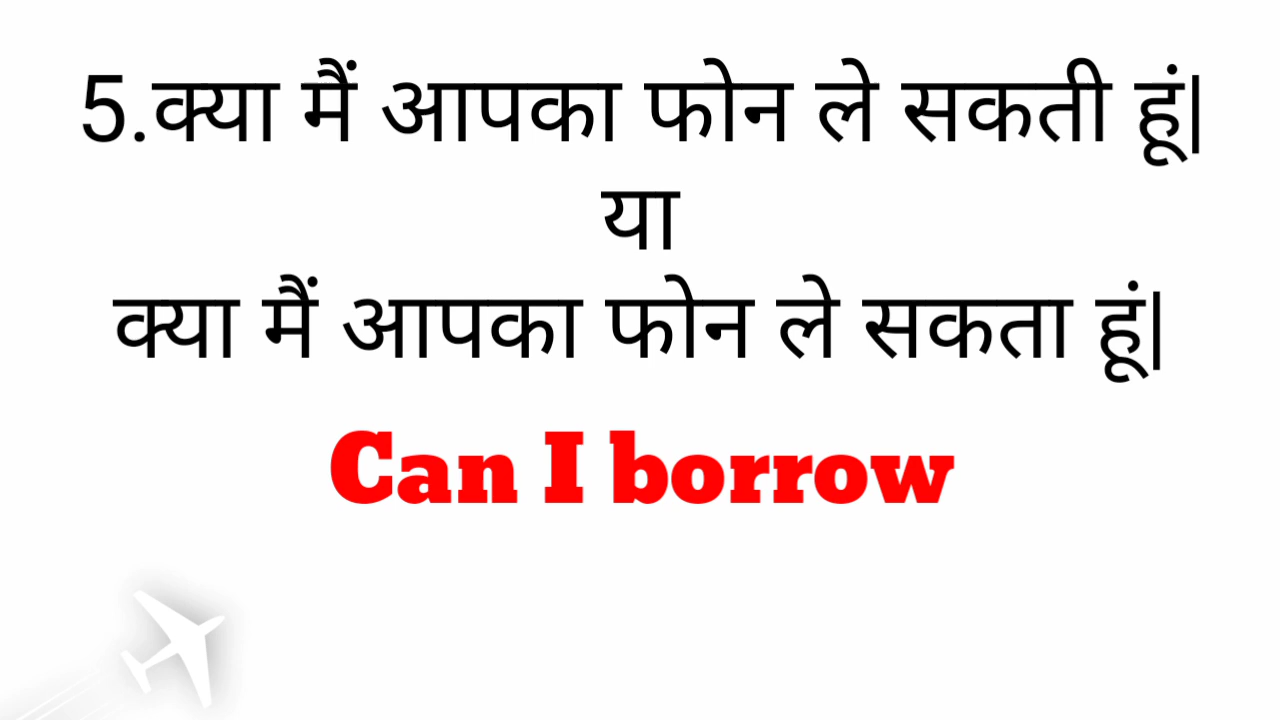 5.क्या मैं आपका फोन ले सकती हूं|
या
क्या मैं आपका फोन ले सकता हूं|
Can I borrow